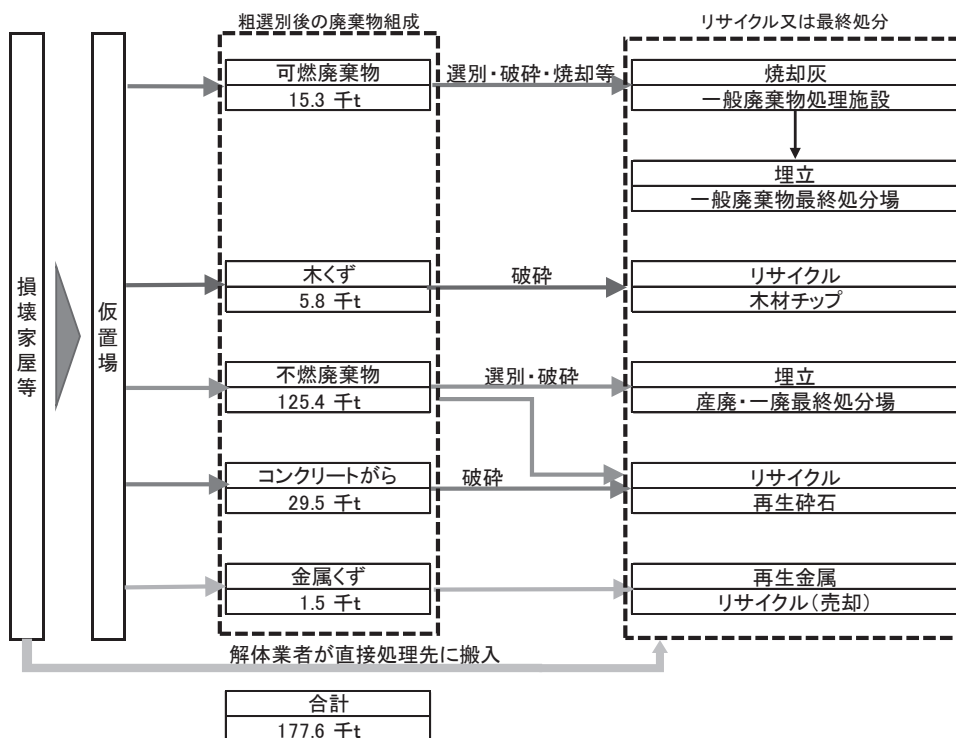 粗選別後の廃棄物組成
リサイクル又は最終処分
損壊家屋等
仮置場
可燃廃棄物
15.3 千t
選別・破砕・焼却等
焼却灰
一般廃棄物処理施設
埋立
一般廃棄物最終処分場
木くず
5.8 千t
破砕
リサイクル
木材チップ
不燃廃棄物
125.4 千t
選別・破砕
埋立
産廃・一廃最終処分場
コンクリートがら
29.5 千t
破砕
リサイクル
再生砕石
金属くず
1.5 千t
再生金属
リサイクル（売却）
解体業者が直接処理先に搬入
合計
177.6 千t